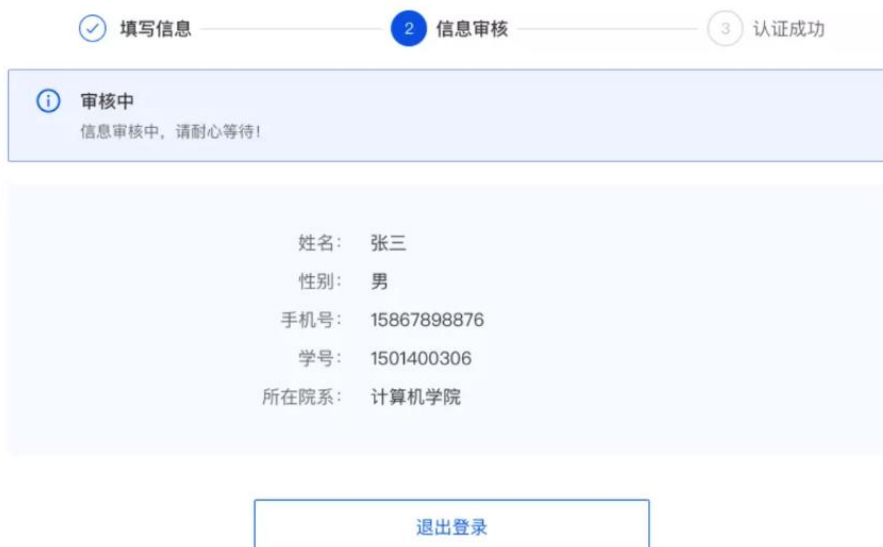 填写信息 2 信息审核 3 认证成功
审核中
信息审核中，请耐心等待！
姓名： 张三
性别： 男
手机号： 15867898876
学号： 1501400306
所在院系： 计算机学院
退出登录